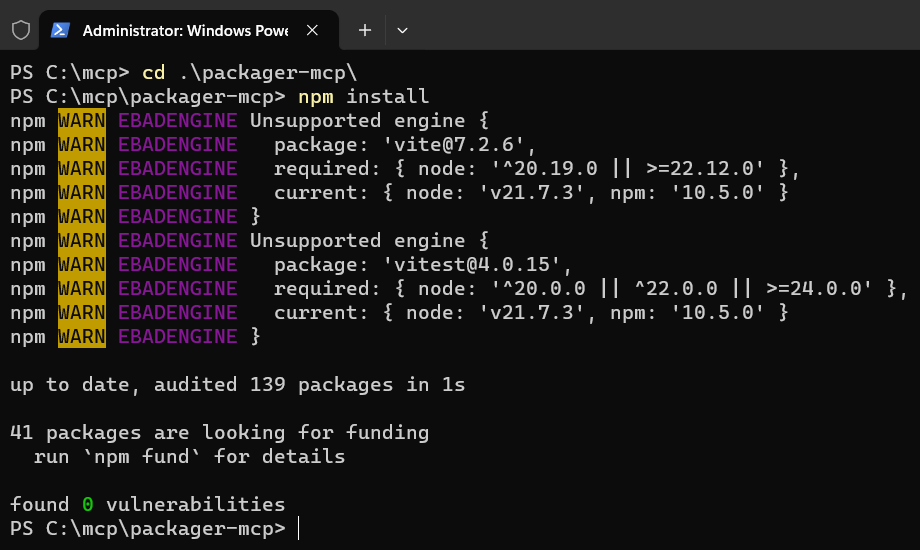 Administrator: Windows Powe
PS C:\mcp> cd .\packager-mcp\
PS C:\mcp\packager-mcp> npm install
npm WARN EBADENGINE Unsupported engine {
npm WARN EBADENGINE   package: 'vite@7.2.6',
npm WARN EBADENGINE   required: { node: '^20.19.0 || >=22.12.0' },
npm WARN EBADENGINE   current: { node: 'v21.7.3', npm: '10.5.0' }
npm WARN EBADENGINE }
npm WARN EBADENGINE Unsupported engine {
npm WARN EBADENGINE   package: 'vitest@4.0.15',
npm WARN EBADENGINE   required: { node: '^20.0.0 || ^22.0.0 || >=24.0.0' },
npm WARN EBADENGINE   current: { node: 'v21.7.3', npm: '10.5.0' }
npm WARN EBADENGINE }
up to date, audited 139 packages in 1s
41 packages are looking for funding
  run `npm fund` for details
found 0 vulnerabilities
PS C:\mcp\packager-mcp>